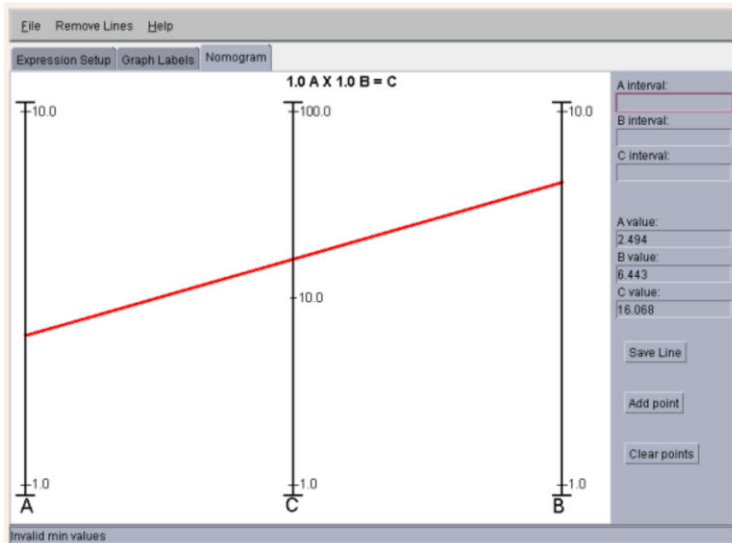 File Remove Lines Help
Expression Setup Graph Labels Nomogram
1.0 A X 1.0 B = C
10.0 100.0 10.0
10.0
1.0 1.0 1.0
A C B
A interval:
B interval:
C interval:
A value:
2.494
B value:
6.443
C value:
16.068
Save Line
Add point
Clear points
Invalid min values